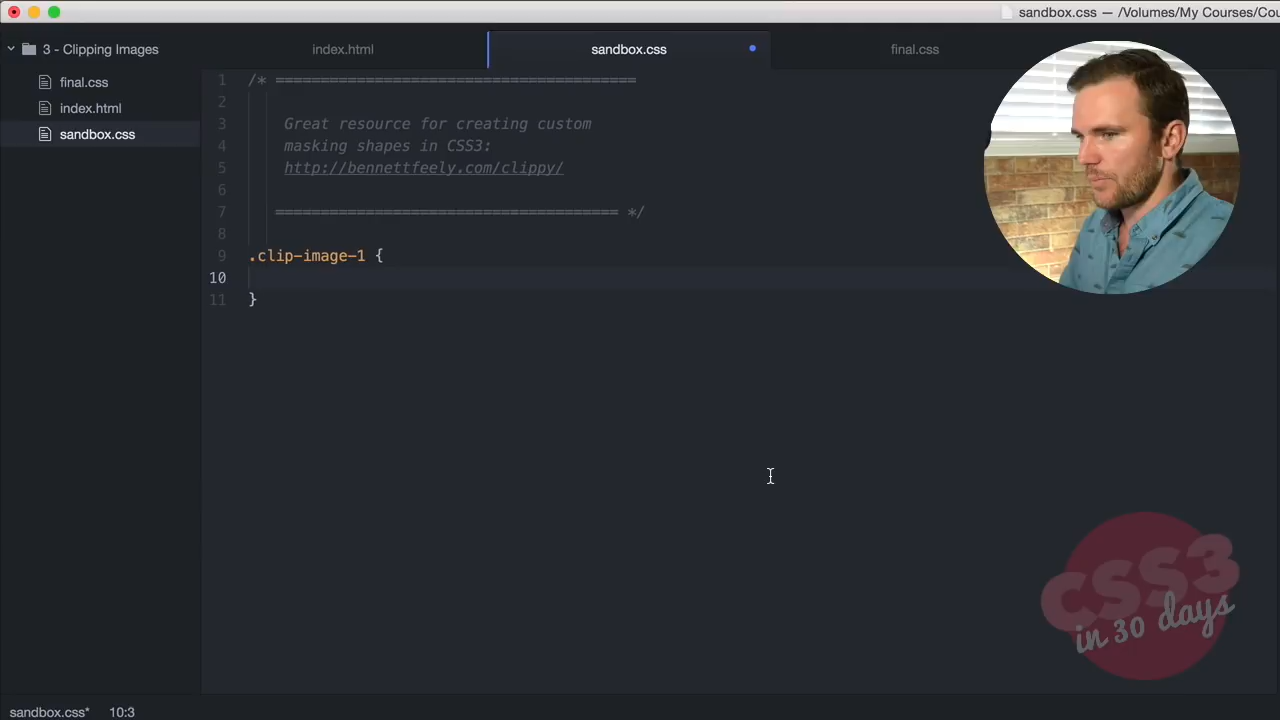 sandbox.css — /Volumes/My Courses/Cou
3 - Clipping Images
index.html
sandbox.css
final.css
final.css
index.html
sandbox.css
1 /* ========================================
2
3 Great resource for creating custom
4 masking shapes in CSS3:
5 http://bennettfeely.com/clippy/
6
7 ====================================== */
8
9 .clip-image-1 {
10
11 }
CSS3
in 30 days
sandbox.css* 10:3